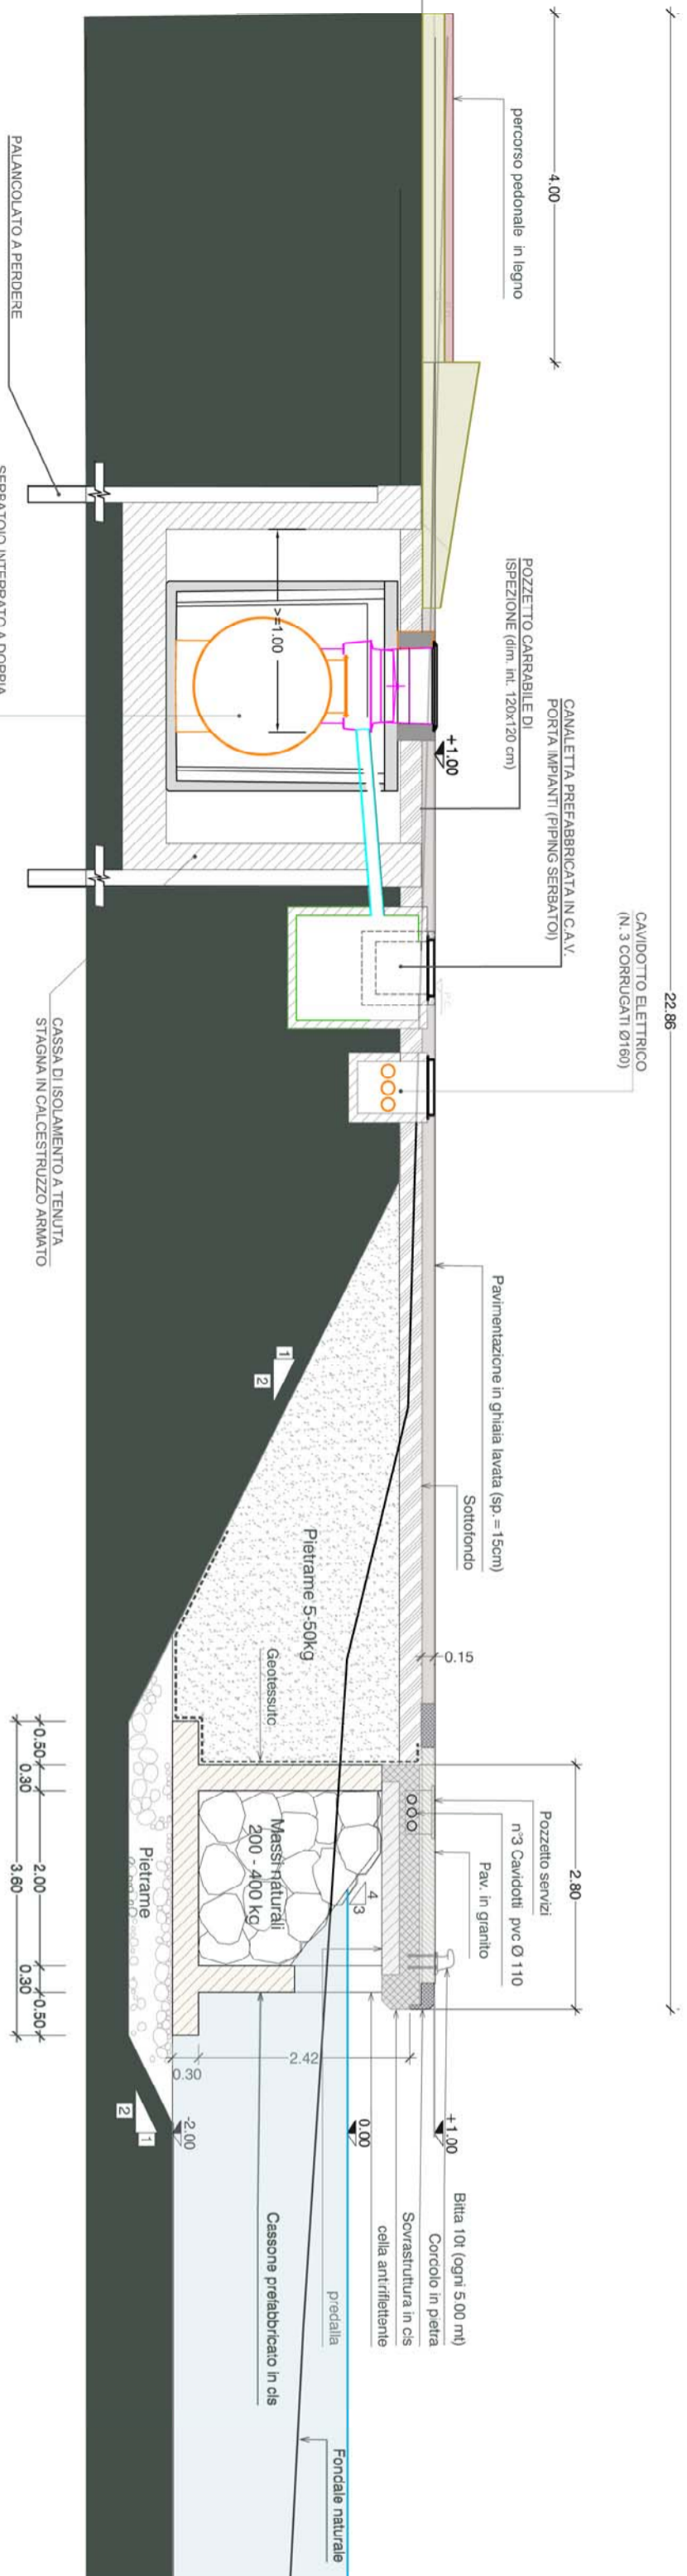 22.86
4.00
percorso pedonale in legno
POZZETTO CARRABILE DI
ISPEZIONE (dim. int. 120x120 cm)
CANALETTA PREFABBRICATA IN C.A.V.
PORTA IMPIANTI (PIPING SERBATOI)
CAVIDOTTO ELETTRICO
(N. 3 CORRUGATI Ø160)
+1.00
>=1.00
PALANCOLATO A PERDERE
SERBATOIO INTERRATO A DOPPIA
CASSA DI ISOLAMENTO A TENUTA
STAGNA IN CALCESTRUZZO ARMATO
Pavimentazione in ghiaia lavata (sp.=15cm)
Sottofondo
0.15
1
2
Pietrame 5-50kg
Geotessuto
2.80
Pozzetto servizi
n°3 Cavidotti pvc Ø 110
Pav. in granito
Massi naturali
200 - 400 kg
4
3
Pietrame
0.50
0.30
2.00
0.30
0.50
3.60
2.42
0.30
1
2
+1.00
0.00
-2.00
Bitta 10t (ogni 5.00 mt)
Cordolo in pietra
Sovrastruttura in cls
cella antiriflettente
predalla
Cassone prefabbricato in cls
Fondale naturale